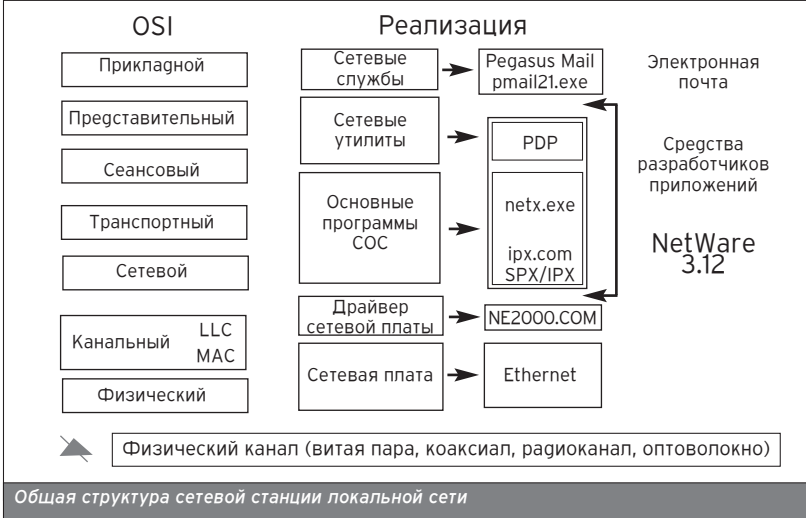 OSI
Реализация
Прикладной
Представительный
Сеансовый
Транспортный
Сетевой
Канальный LLC
MAC
Физический
Сетевые
службы
Pegasus Mail
pmail21.exe
Электронная
почта
Сетевые
утилиты
PDP
Средства
разработчиков
приложений
Основные
программы
СОС
netx.exe
ipx.com
SPX/IPX
NetWare
3.12
Драйвер
сетевой платы
NE2000.COM
Сетевая плата
Ethernet
Физический канал (витая пара, коаксиал, радиоканал, оптоволокно)
Общая структура сетевой станции локальной сети